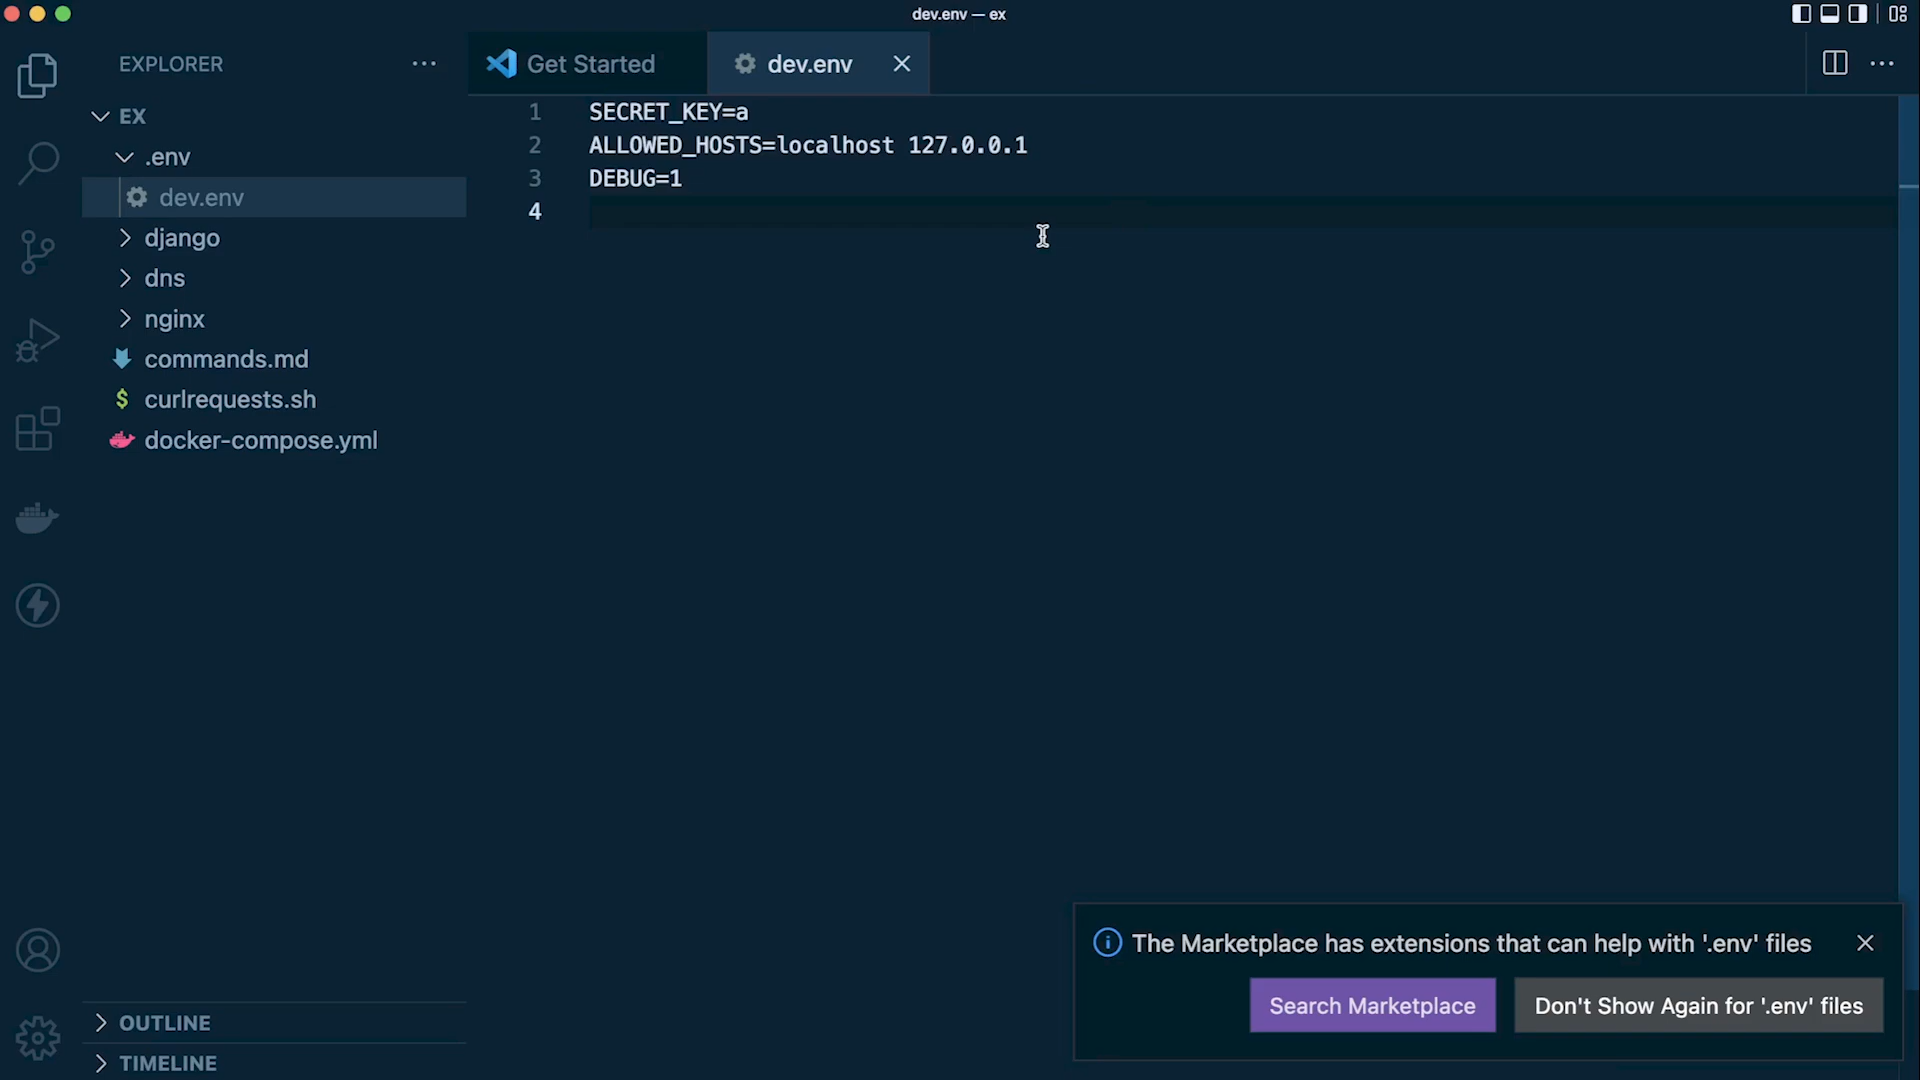 dev.env — ex
EXPLORER
EX
.env
dev.env
django
dns
nginx
commands.md
curlrequests.sh
docker-compose.yml
OUTLINE
TIMELINE
Get Started
dev.env
1 SECRET_KEY=a
2 ALLOWED_HOSTS=localhost 127.0.0.1
3 DEBUG=1
4
The Marketplace has extensions that can help with '.env' files
Search Marketplace
Don't Show Again for '.env' files